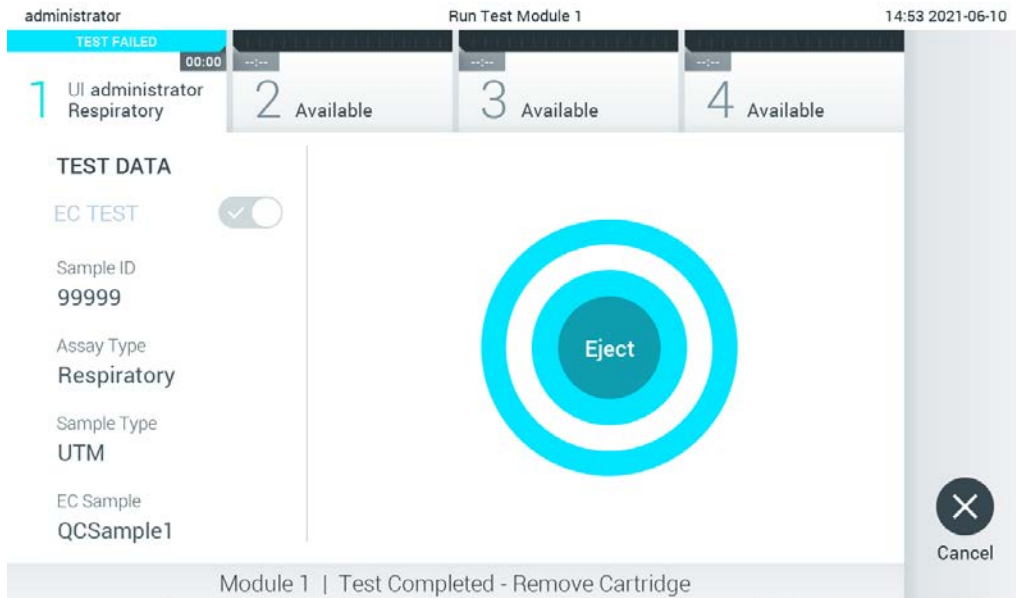 administrator
Run Test Module 1
14:53 2021-06-10
TEST FAILED
00:00
--:--
--:--
--:--
1
UI administrator
Respiratory
2 Available
3 Available
4 Available
TEST DATA
EC TEST
Sample ID
99999
Assay Type
Respiratory
Sample Type
UTM
EC Sample
QCSample1
Eject
Cancel
Module 1 | Test Completed - Remove Cartridge